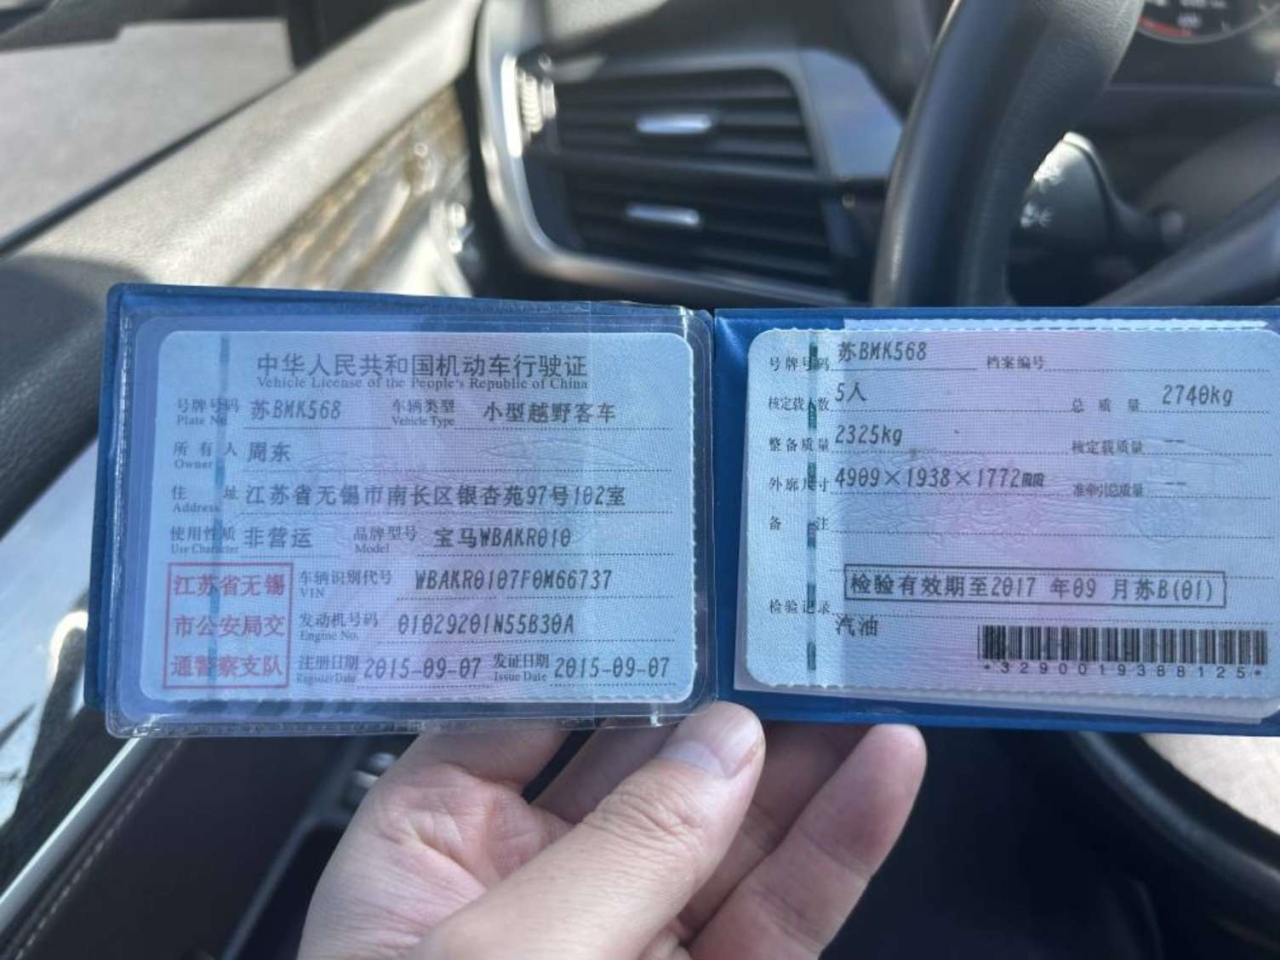 中华人民共和国机动车行驶证
Vehicle License of the People's Republic of China
号牌号码 苏BMK568 车辆类型 小型越野客车
Plate No. Vehicle Type
所有人 周东
Owner
住址 江苏省无锡市南长区银杏苑97号102室
Address
使用性质 非营运 品牌型号 宝马WBAKR010
Use Character Model
江苏省无锡
市公安局交
通警察支队
车辆识别代号 WBAKR0107F0M66737
VIN
发动机号码 01029201N55B30A
Engine No.
注册日期 2015-09-07 发证日期 2015-09-07
Register Date Issue Date
号牌号码 苏BMK568 档案编号
核定载人数 5人 总质量 2740kg
整备质量 2325kg 核定载质量 --
外廓尺寸 4909×1938×1772mm 准牵引总质量 --
备注
检验有效期至2017 年09 月苏B(01)
检验记录
汽油
*3290019388125*